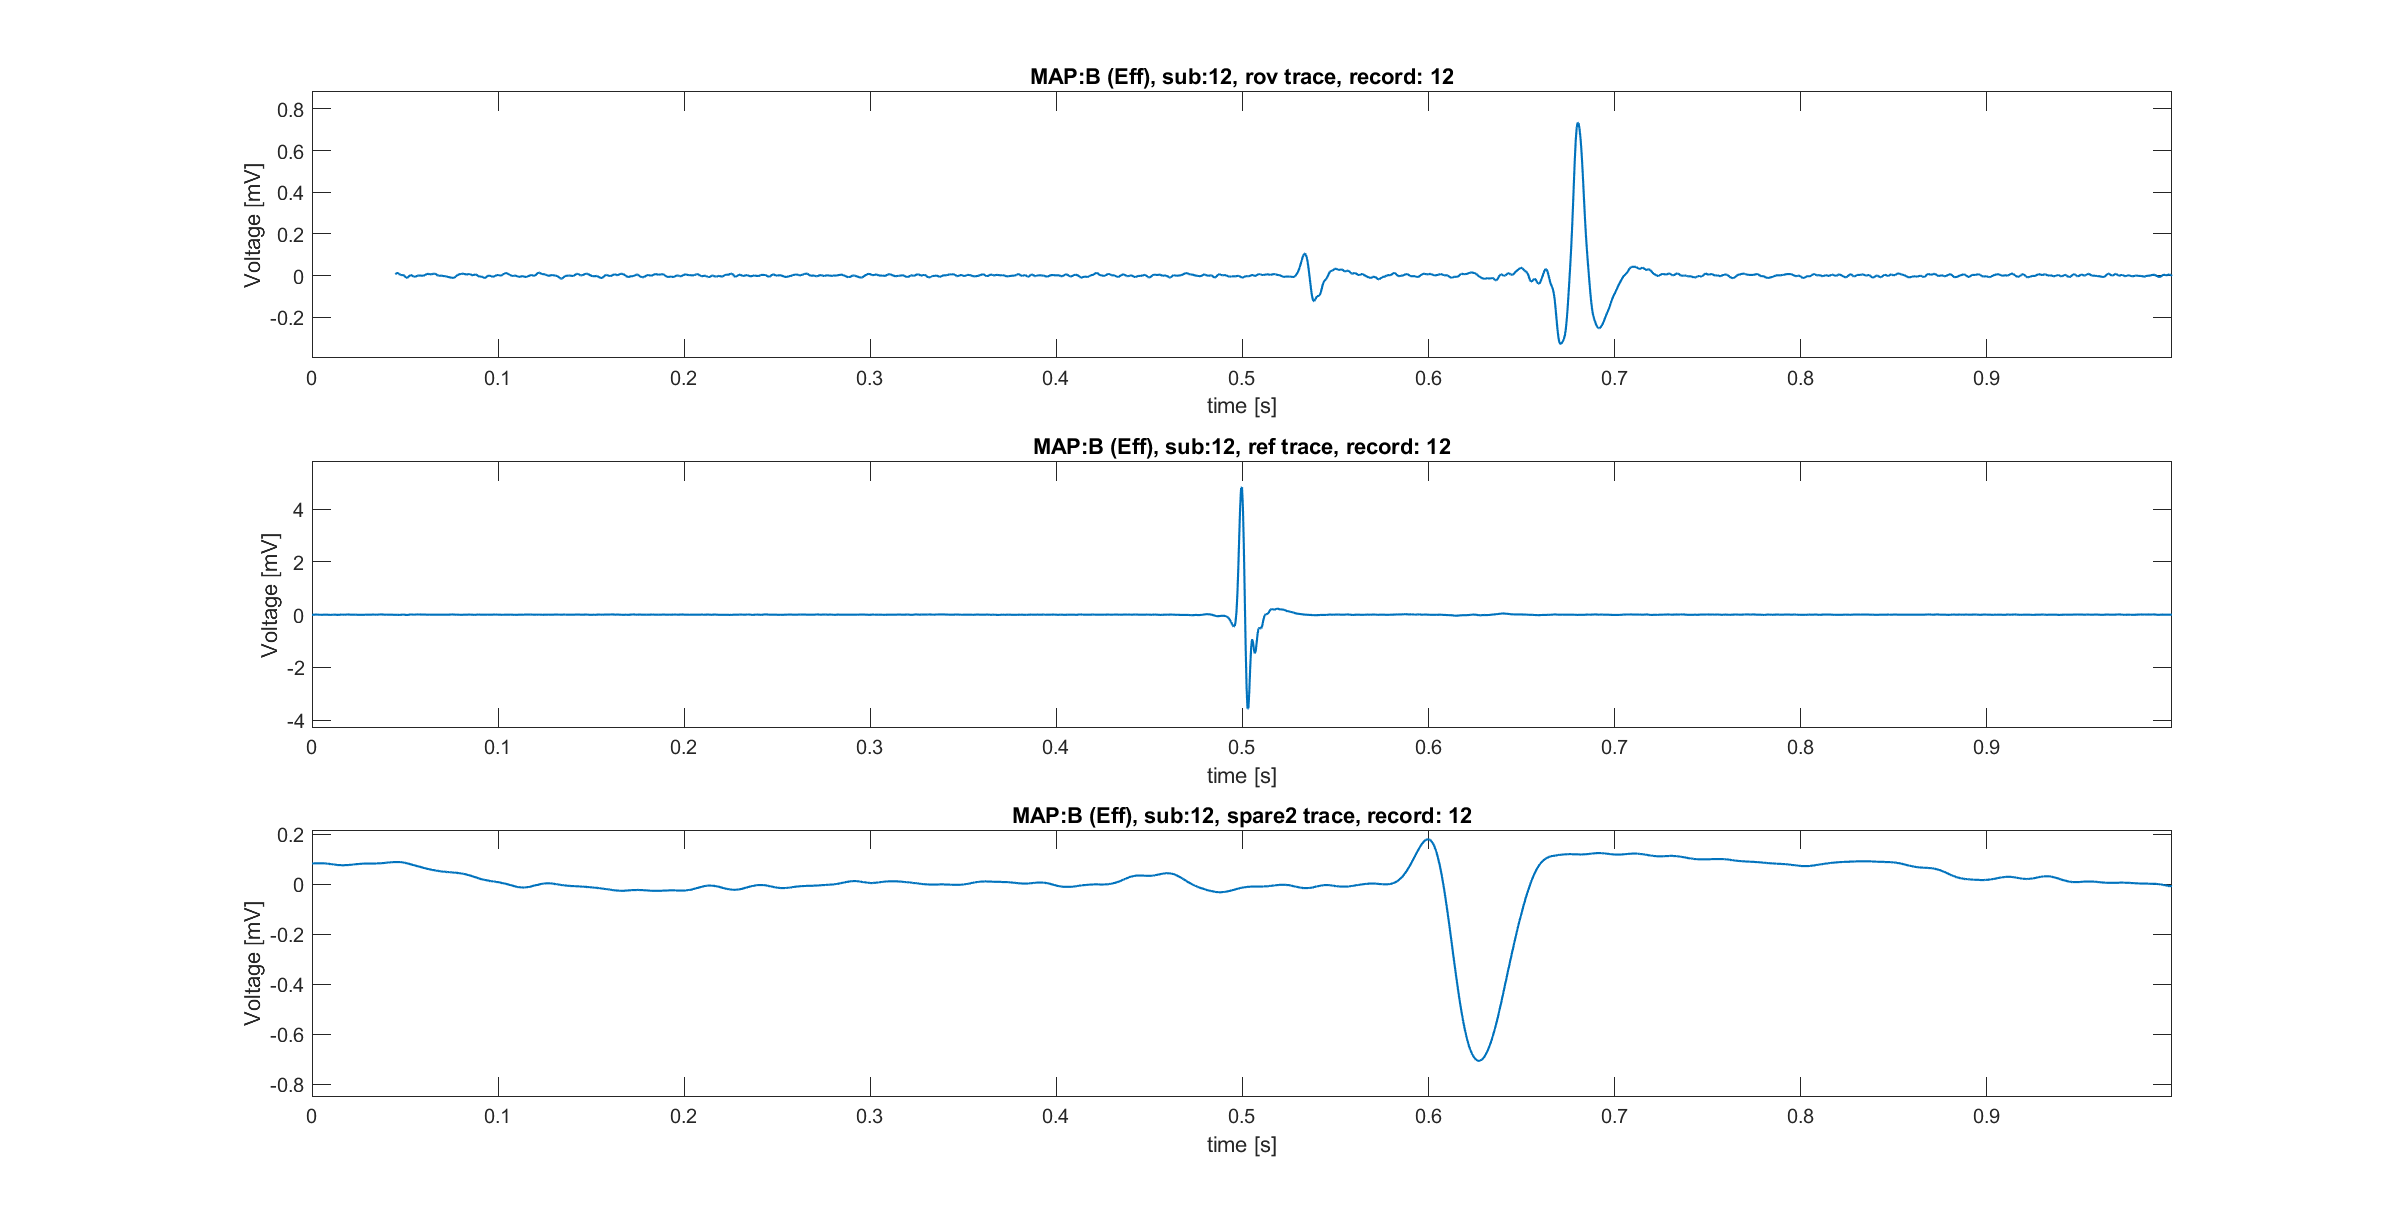 MAP:B (Eff), sub:12, rov trace, record: 12
Voltage [mV]
0.8
0.6
0.4
0.2
0
-0.2
0 0.1 0.2 0.3 0.4 0.5 0.6 0.7 0.8 0.9
time [s]
MAP:B (Eff), sub:12, ref trace, record: 12
Voltage [mV]
4
2
0
-2
-4
0 0.1 0.2 0.3 0.4 0.5 0.6 0.7 0.8 0.9
time [s]
MAP:B (Eff), sub:12, spare2 trace, record: 12
Voltage [mV]
0.2
0
-0.2
-0.4
-0.6
-0.8
0 0.1 0.2 0.3 0.4 0.5 0.6 0.7 0.8 0.9
time [s]